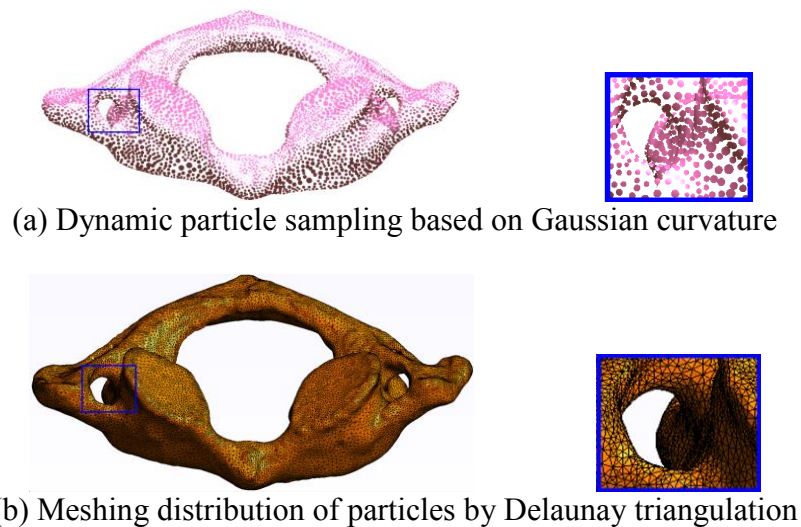 (a) Dynamic particle sampling based on Gaussian curvature
(b) Meshing distribution of particles by Delaunay triangulation